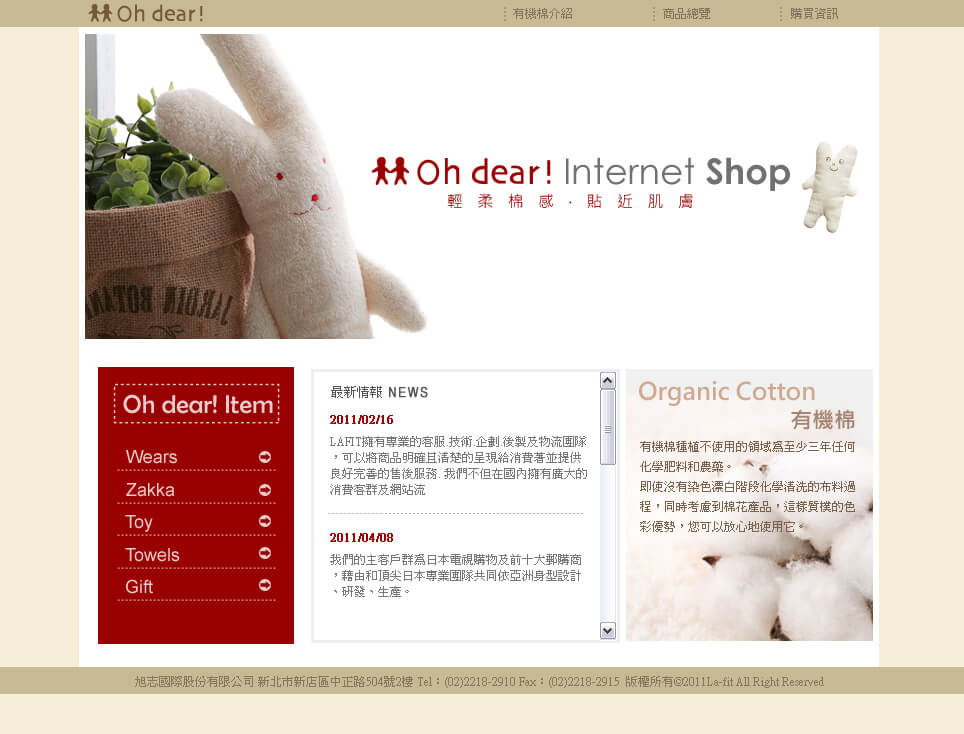 Oh dear!
有機棉介紹
商品總覽
購買資訊
Oh dear! Internet Shop
輕柔棉感·貼近肌膚
JARDIN BOTAN
Oh dear! Item
Wears
Zakka
Toy
Towels
Gift
最新情報 NEWS
2011/02/16
LAFIT擁有專業的客服.技術.企劃.後製及物流團隊
，可以將商品明確且清楚的呈現給消費著並提供
良好完善的售後服務. 我們不但在國內擁有廣大的
消費客群及網站流
2011/04/08
我們的主客戶群爲日本電視購物及前十大郵購商
，藉由和頂尖日本專業團隊共同依亞洲身型設計
、研發、生產。
Organic Cotton
有機棉
有機棉種植不使用的領域爲至少三年任何
化學肥料和農藥。
即使沒有染色漂白階段化學清洗的布料過
程，同時考慮到棉花產品，這樣質樸的色
彩優勢，您可以放心地使用它。
旭志國際股份有限公司 新北市新店區中正路504號2樓 Tel：(02)2218-2910 Fax：(02)2218-2915 版權所有©2011La-fit All Right Reserved